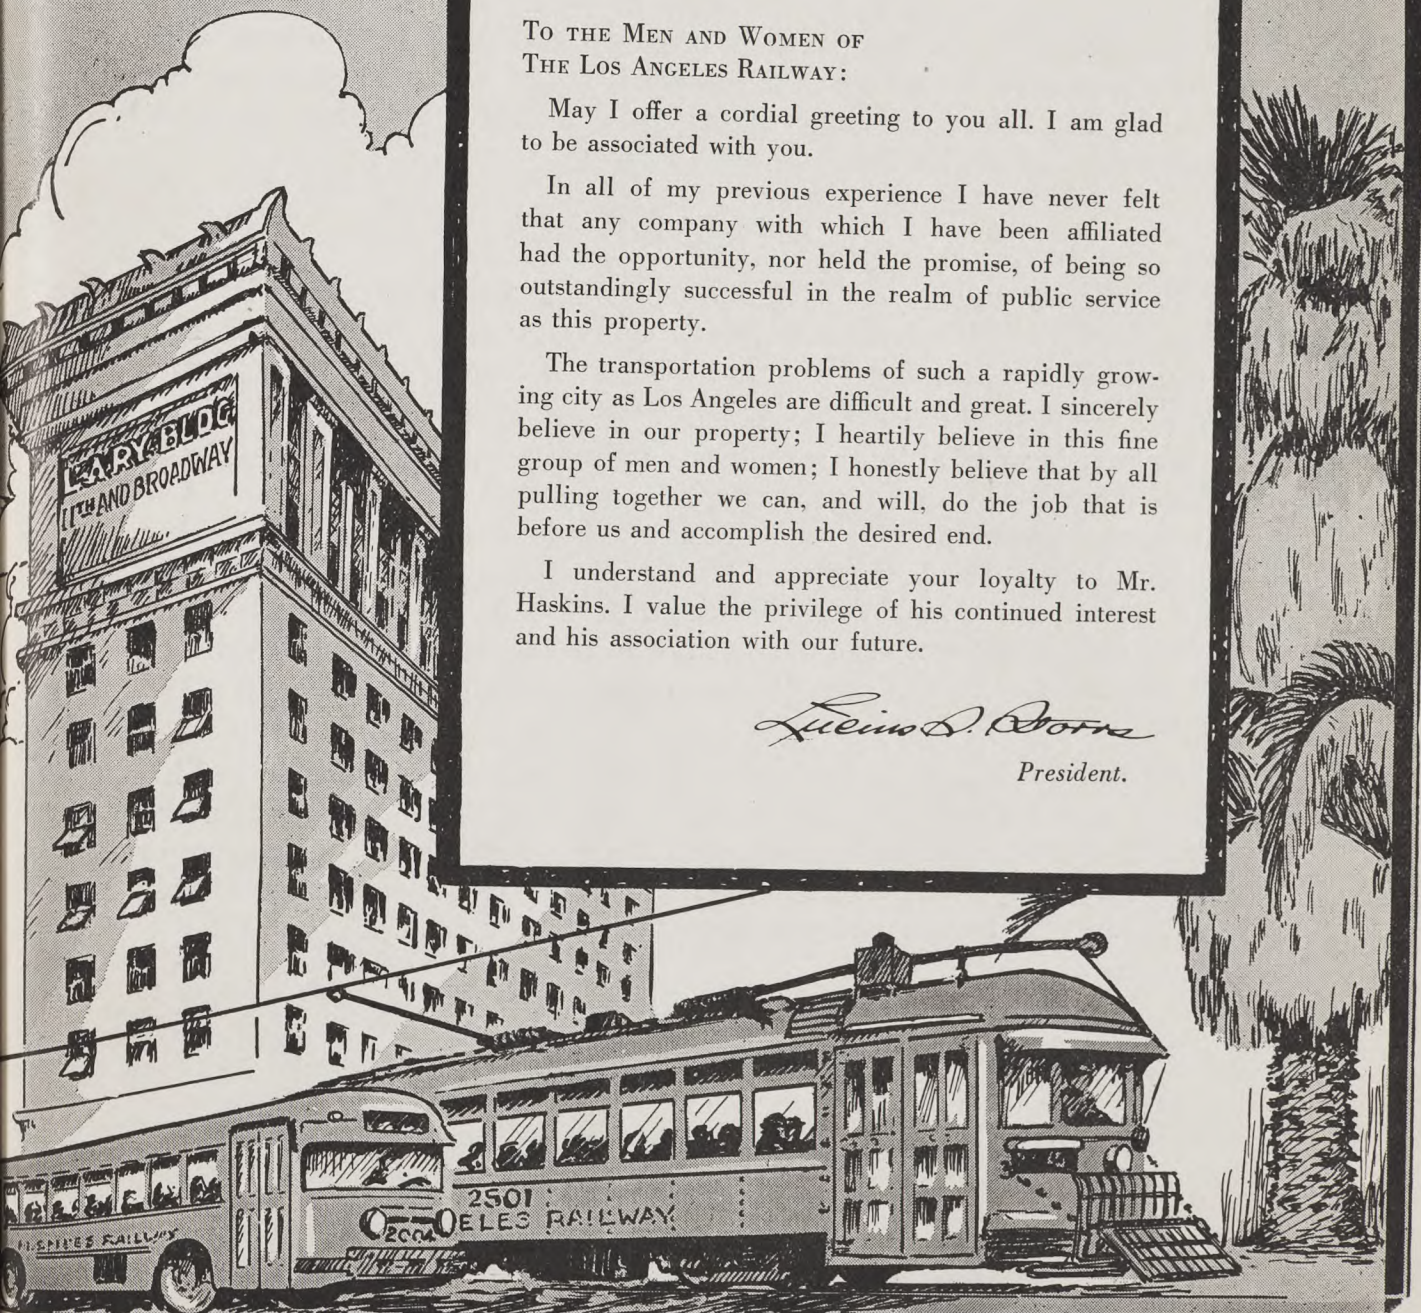 TO THE MEN AND WOMEN OF
THE LOS ANGELES RAILWAY:
May I offer a cordial greeting to you all. I am glad
to be associated with you.
In all of my previous experience I have never felt
that any company with which I have been affiliated
had the opportunity, nor held the promise, of being so
outstandingly successful in the realm of public service
as this property.
The transportation problems of such a rapidly grow-
ing city as Los Angeles are difficult and great. I sincerely
believe in our property; I heartily believe in this fine
group of men and women; I honestly believe that by all
pulling together we can, and will, do the job that is
before us and accomplish the desired end.
I understand and appreciate your loyalty to Mr.
Haskins. I value the privilege of his continued interest
and his association with our future.
Lucius S. Storrs
President.
L.A.RY. BLDG
11TH AND BROADWAY
2501
ELES RAILWAY
2004
RAILWAY